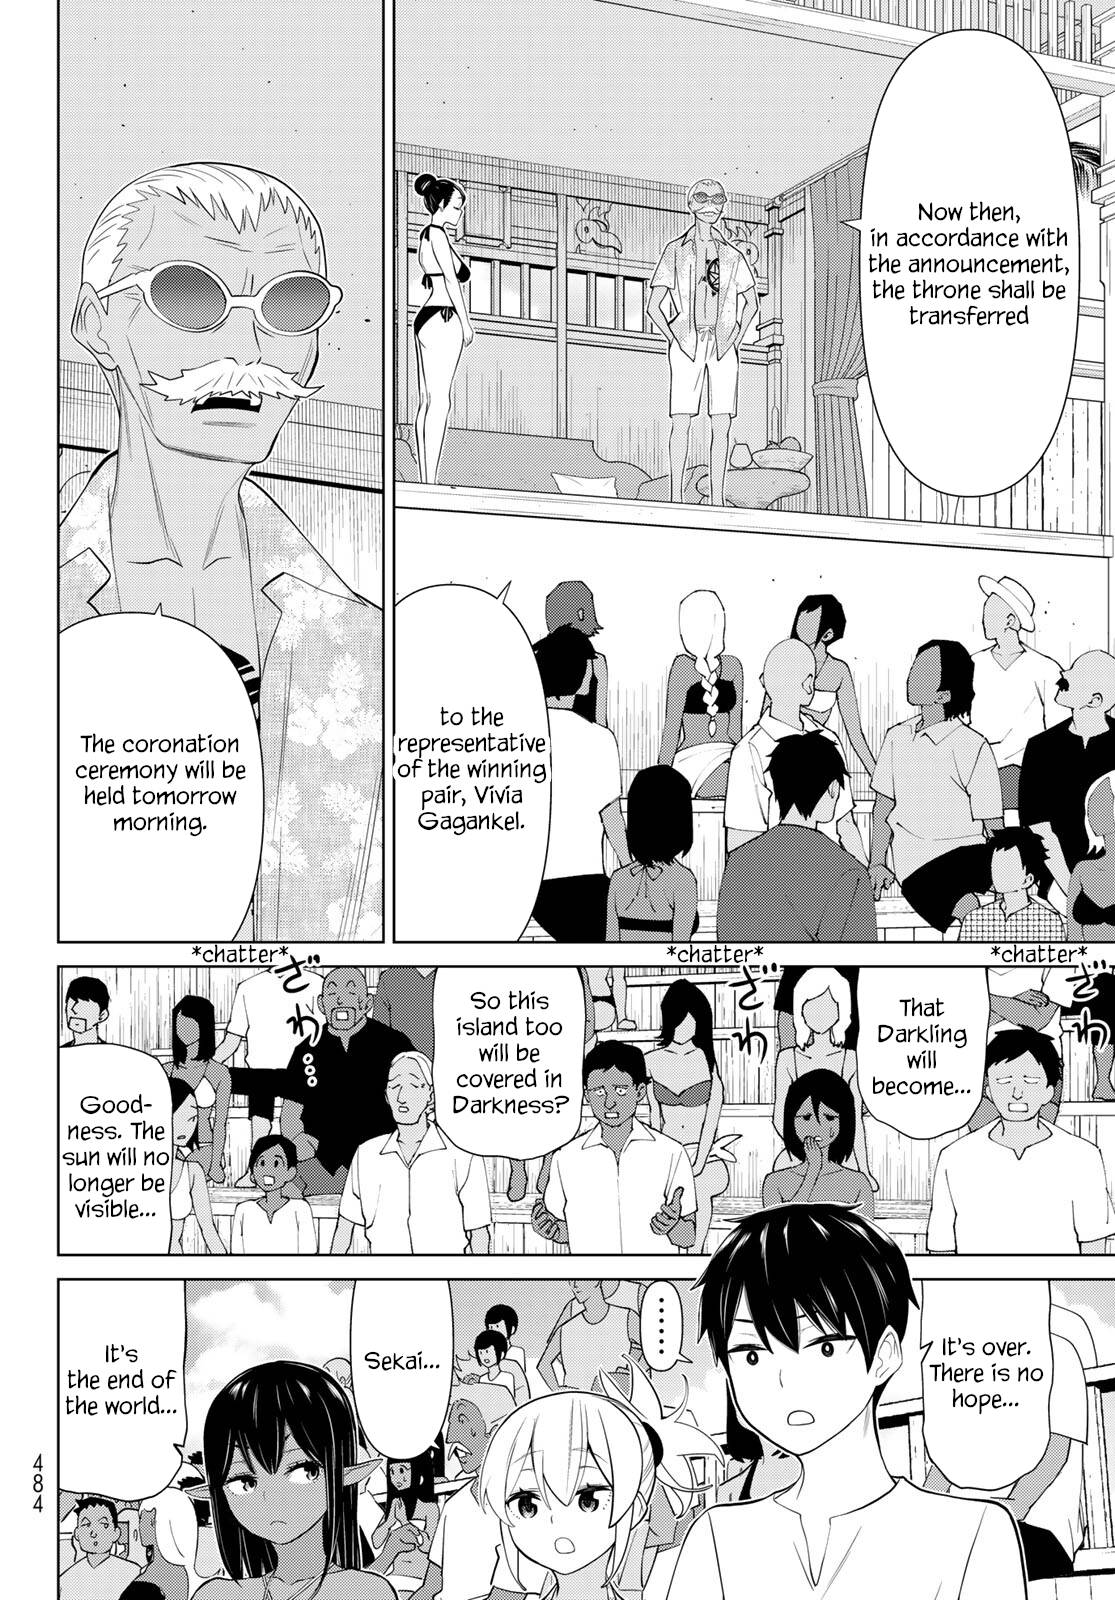 Now then,
in accordance with
the announcement,
the throne shall be
transferred
to the
representative
of the winning
pair, Vivia
Gagankel.
The coronation
ceremony will be
held tomorrow
morning.
*chatter*
ざわ
*chatter*
ざわ
*chatter*
ざわ…
That
Darkling
will
become...
So this
island too
will be
covered in
Darkness?
Good-
ness. The
sun will no
longer be
visible...
It's over.
There is no
hope...
......
Sekai...
It's
the end of
the world...
484